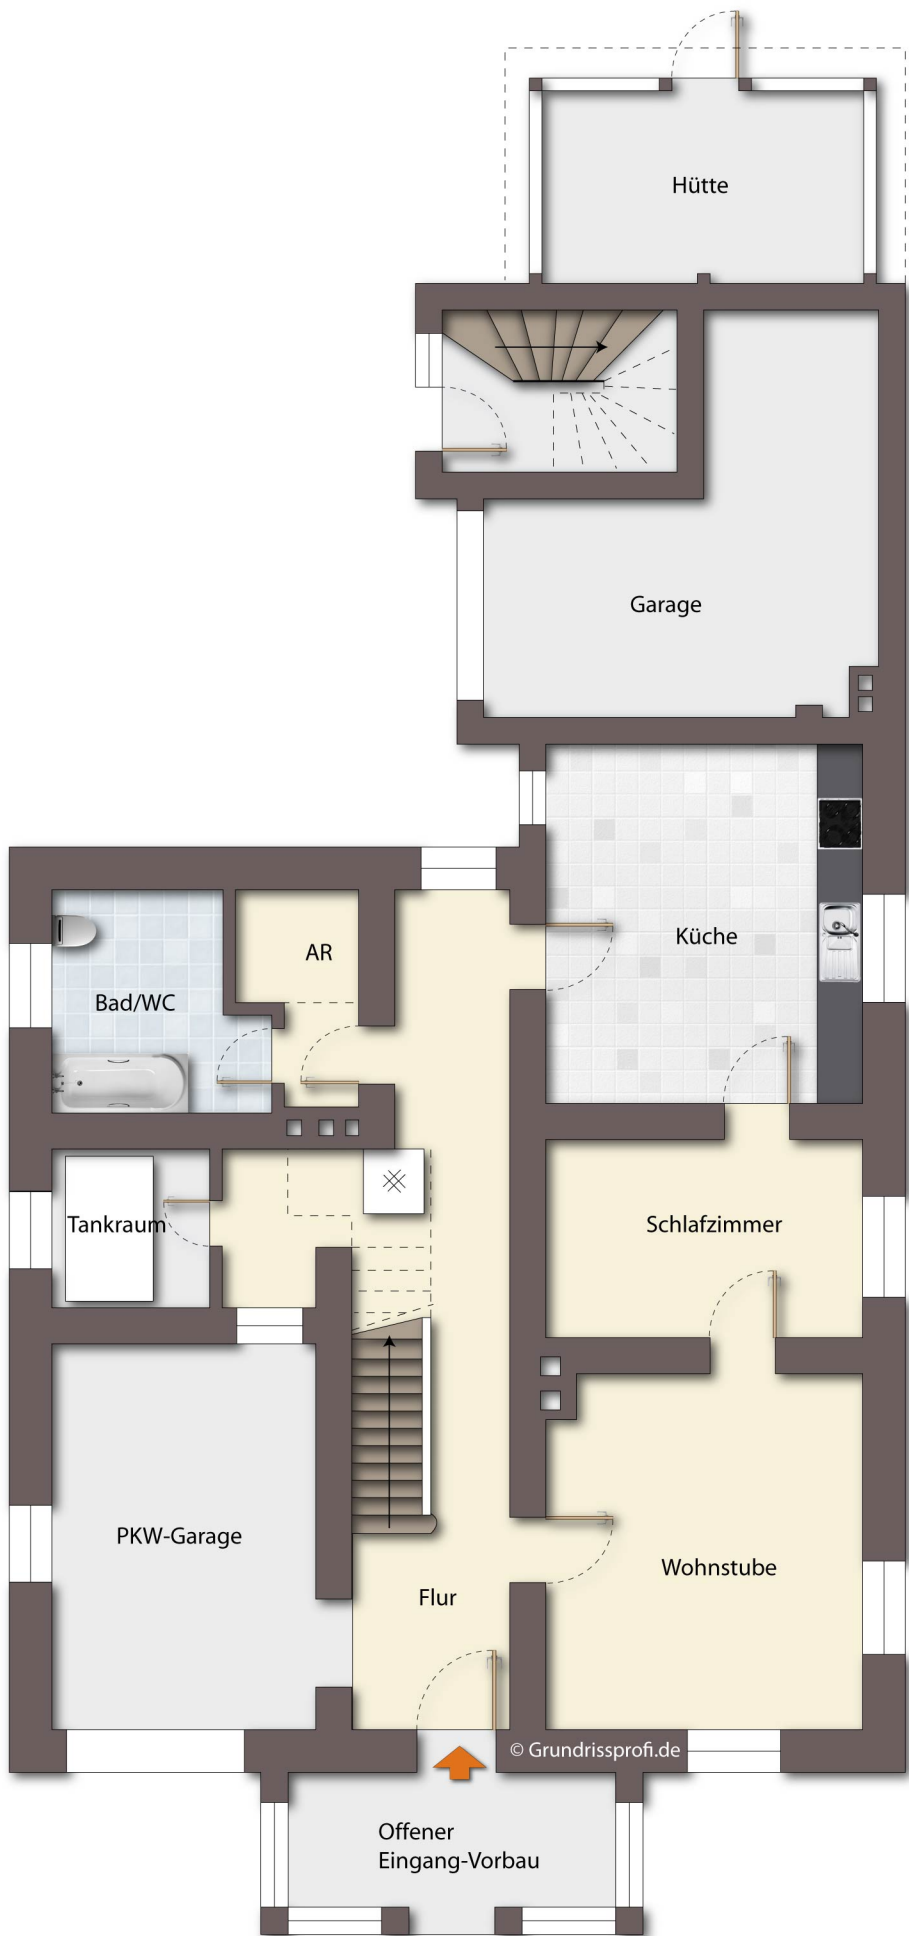 Hütte
Garage
Küche
AR
Bad/WC
Tankraum
Schlafzimmer
PKW-Garage
Wohnstube
Flur
© Grundrissprofi.de
Offener
Eingang-Vorbau